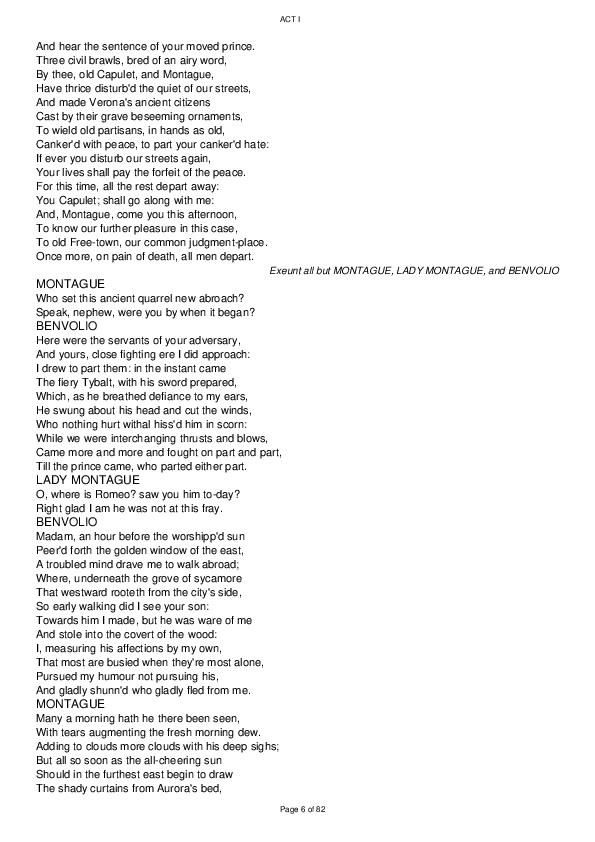 ACT I
And hear the sentence of your moved prince.
Three civil brawls, bred of an airy word,
By thee, old Capulet, and Montague,
Have thrice disturb'd the quiet of our streets,
And made Verona's ancient citizens
Cast by their grave beseeming ornaments,
To wield old partisans, in hands as old,
Canker'd with peace, to part your canker'd hate:
If ever you disturb our streets again,
Your lives shall pay the forfeit of the peace.
For this time, all the rest depart away:
You Capulet; shall go along with me:
And, Montague, come you this afternoon,
To know our further pleasure in this case,
To old Free-town, our common judgment-place.
Once more, on pain of death, all men depart.
Exeunt all but MONTAGUE, LADY MONTAGUE, and BENVOLIO
MONTAGUE
Who set this ancient quarrel new abroach?
Speak, nephew, were you by when it began?
BENVOLIO
Here were the servants of your adversary,
And yours, close fighting ere I did approach:
I drew to part them: in the instant came
The fiery Tybalt, with his sword prepared,
Which, as he breathed defiance to my ears,
He swung about his head and cut the winds,
Who nothing hurt withal hiss'd him in scorn:
While we were interchanging thrusts and blows,
Came more and more and fought on part and part,
Till the prince came, who parted either part.
LADY MONTAGUE
O, where is Romeo? saw you him to-day?
Right glad I am he was not at this fray.
BENVOLIO
Madam, an hour before the worshipp'd sun
Peer'd forth the golden window of the east,
A troubled mind drave me to walk abroad;
Where, underneath the grove of sycamore
That westward rooteth from the city's side,
So early walking did I see your son:
Towards him I made, but he was ware of me
And stole into the covert of the wood:
I, measuring his affections by my own,
That most are busied when they're most alone,
Pursued my humour not pursuing his,
And gladly shunn'd who gladly fled from me.
MONTAGUE
Many a morning hath he there been seen,
With tears augmenting the fresh morning dew.
Adding to clouds more clouds with his deep sighs;
But all so soon as the all-cheering sun
Should in the furthest east begin to draw
The shady curtains from Aurora's bed,
Page 6 of 82